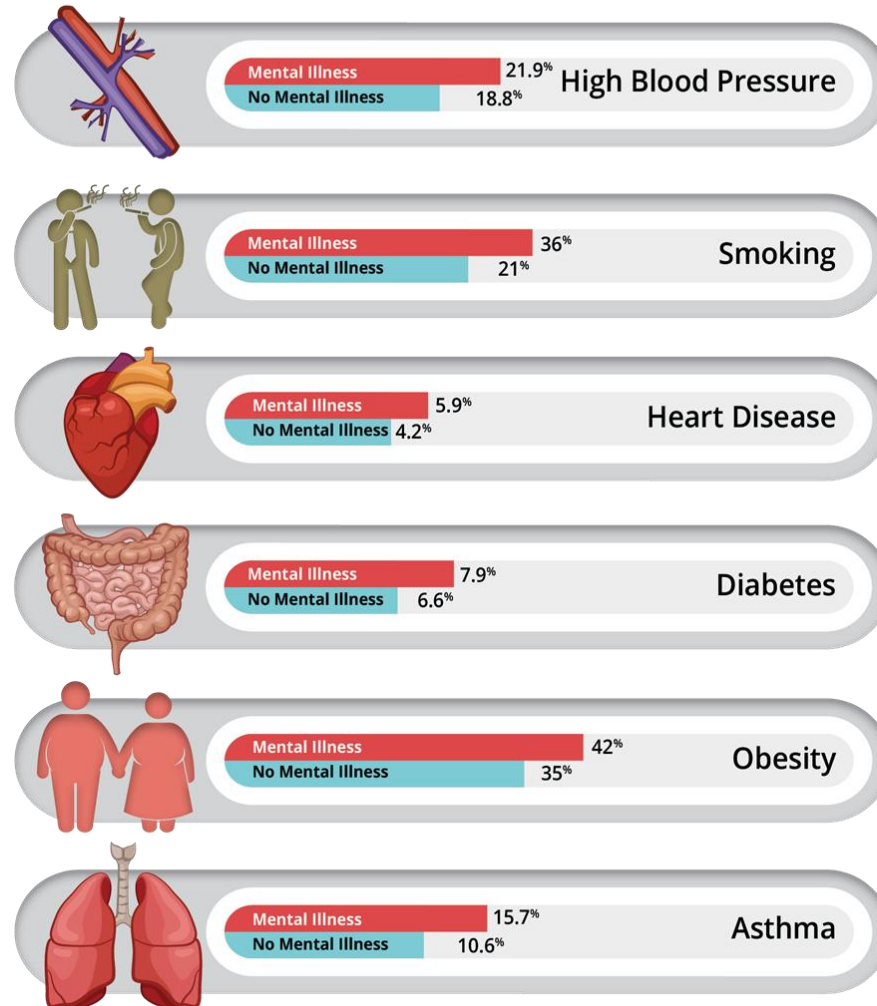 Mental Illness 21.9%
No Mental Illness 18.8%
High Blood Pressure
Mental Illness 36%
No Mental Illness 21%
Smoking
Mental Illness 5.9%
No Mental Illness 4.2%
Heart Disease
Mental Illness 7.9%
No Mental Illness 6.6%
Diabetes
Mental Illness 42%
No Mental Illness 35%
Obesity
Mental Illness 15.7%
No Mental Illness 10.6%
Asthma